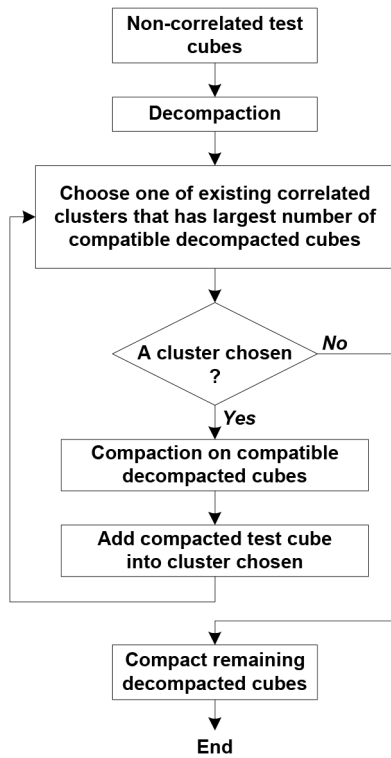 Non-correlated test
cubes
Decompaction
Choose one of existing correlated
clusters that has largest number of
compatible decompacted cubes
A cluster chosen
?
No
Yes
Compaction on compatible
decompacted cubes
Add compacted test cube
into cluster chosen
Compact remaining
decompacted cubes
End